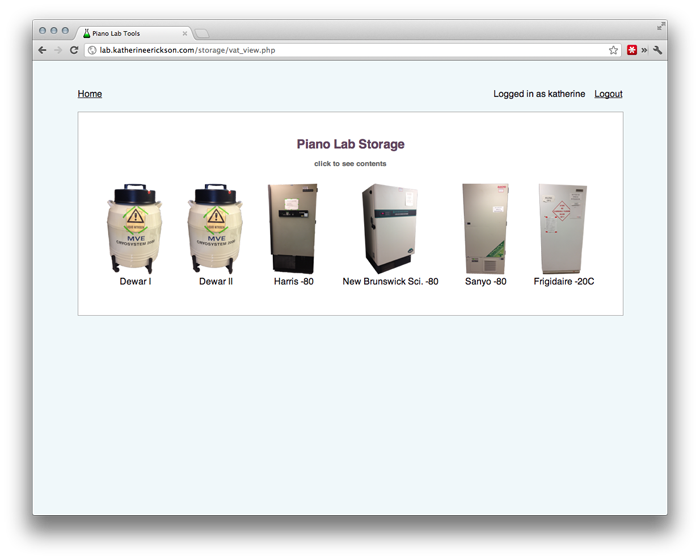 Piano Lab Tools
lab.katherineerickson.com/storage/vat_view.php
Home
Logged in as katherine Logout
Piano Lab Storage
click to see contents
MVE
MVE
Dewar I
Dewar II
Harris -80
New Brunswick Sci. -80
Sanyo -80
Frigidaire -20C